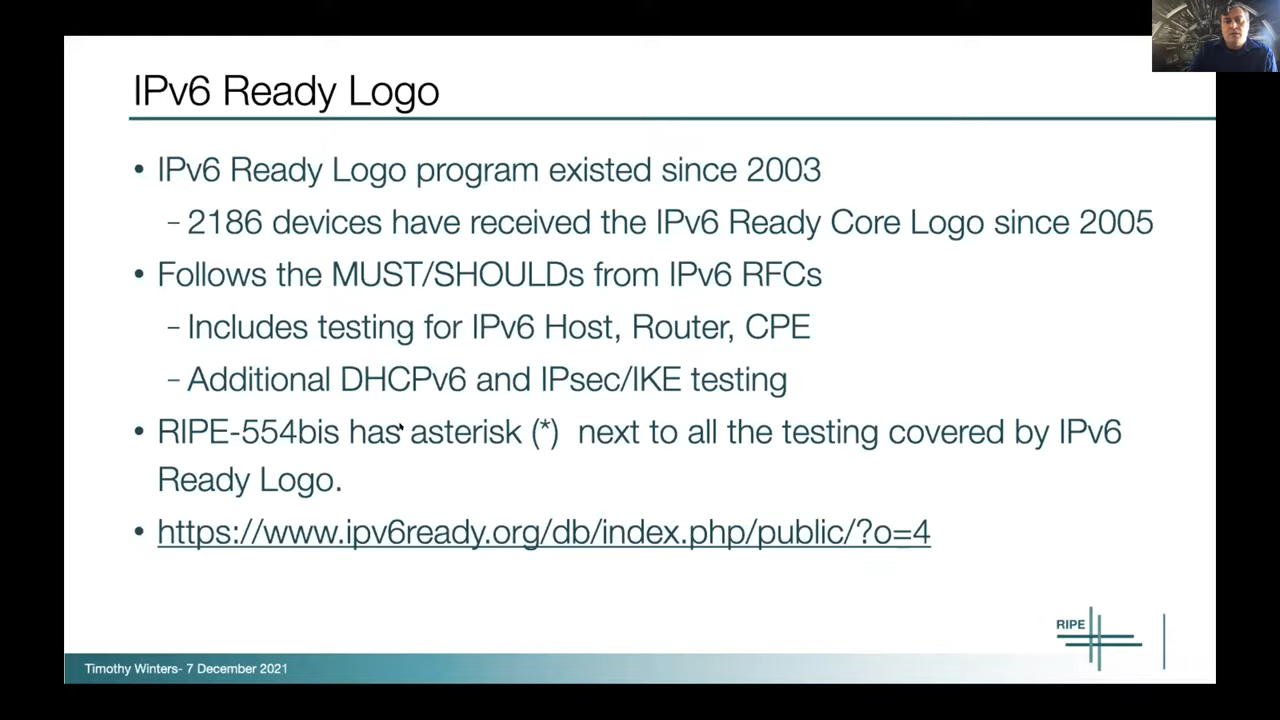 IPv6 Ready Logo
• IPv6 Ready Logo program existed since 2003
– 2186 devices have received the IPv6 Ready Core Logo since 2005
• Follows the MUST/SHOULDs from IPv6 RFCs
– Includes testing for IPv6 Host, Router, CPE
– Additional DHCPv6 and IPsec/IKE testing
• RIPE-554bis has asterisk (*) next to all the testing covered by IPv6
Ready Logo.
• https://www.ipv6ready.org/db/index.php/public/?o=4
RIPE
Timothy Winters- 7 December 2021